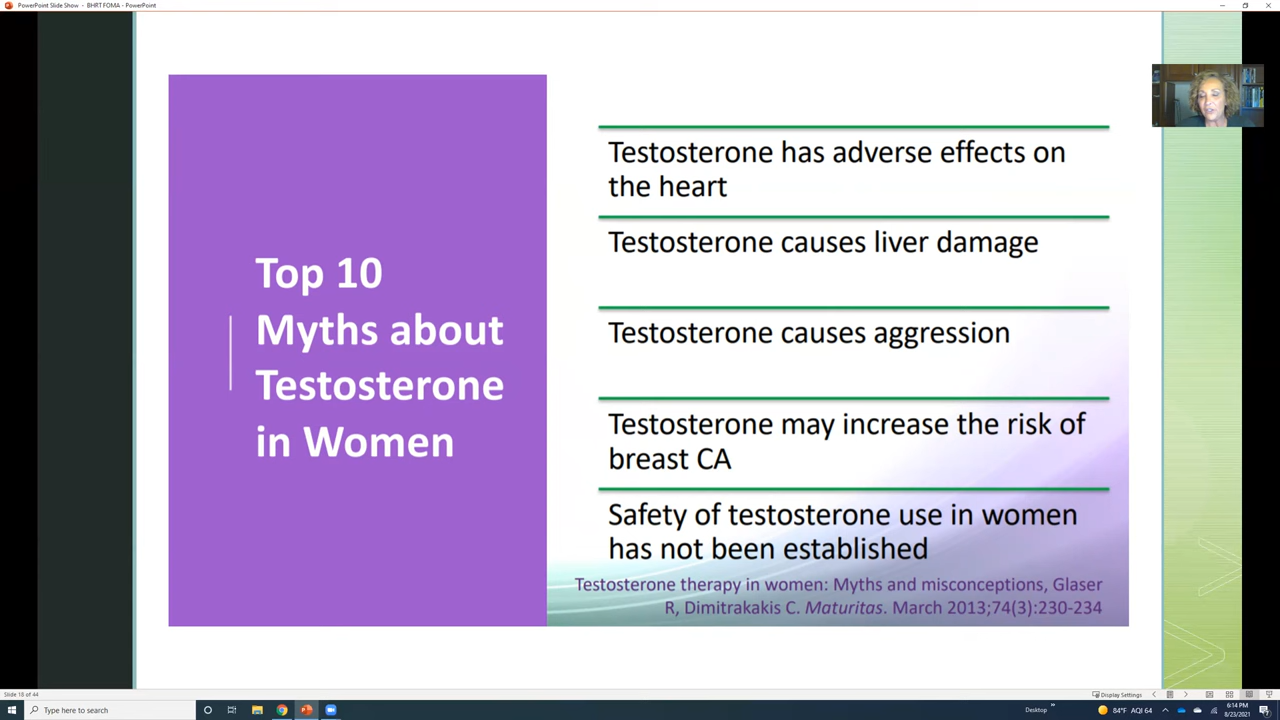 PowerPoint Slide Show - BHRT FOMA - PowerPoint
Top 10
Myths about
Testosterone
in Women
Testosterone has adverse effects on
the heart
Testosterone causes liver damage
Testosterone causes aggression
Testosterone may increase the risk of
breast CA
Safety of testosterone use in women
has not been established
Testosterone therapy in women: Myths and misconceptions, Glaser
R, Dimitrakakis C. Maturitas. March 2013;74(3):230-234
Slide 18 of 44
Display Settings
Type here to search
Desktop
84°F AQI 64
6:14 PM
8/23/2021